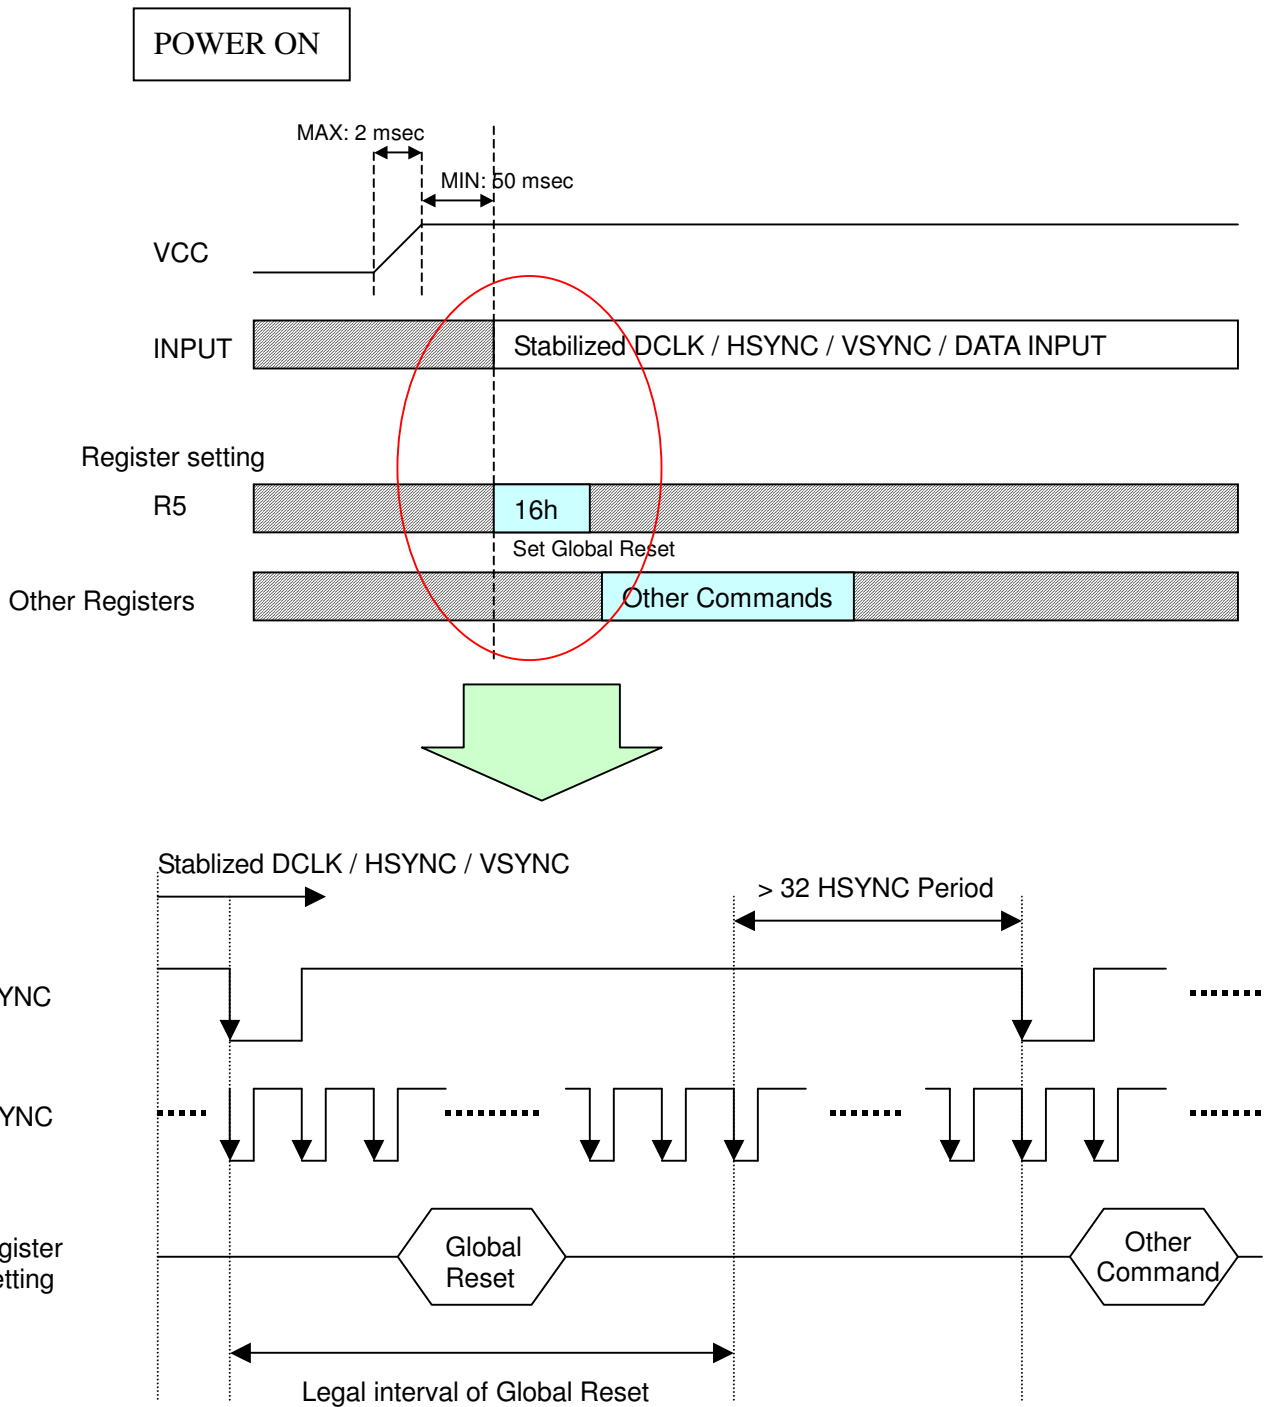 POWER ON
MAX: 2 msec
MIN: 50 msec
VCC
INPUT
Stabilized DCLK / HSYNC / VSYNC / DATA INPUT
Register setting
R5
16h
Set Global Reset
Other Registers
Other Commands
Stablized DCLK / HSYNC / VSYNC
> 32 HSYNC Period
YNC
YNC
gister
etting
Global
Reset
Other
Command
Legal interval of Global Reset